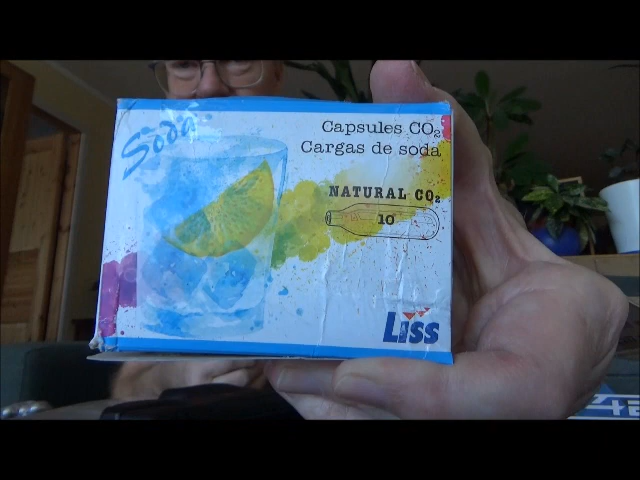 Soda
Capsules CO₂
Cargas de soda
NATURAL CO₂
10
Liss